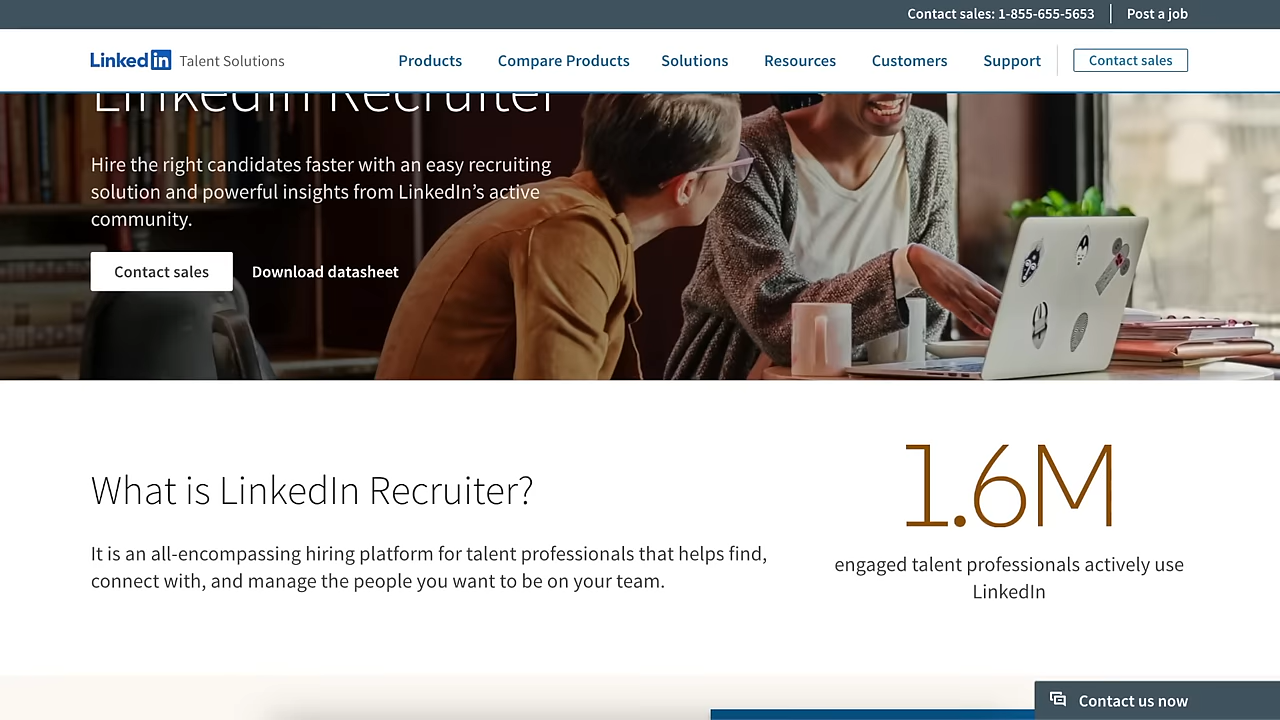 Contact sales: 1-855-655-5653
Post a job
LinkedIn Talent Solutions
Products
Compare Products
Solutions
Resources
Customers
Support
Contact sales
LinkedIn Recruiter
Hire the right candidates faster with an easy recruiting
solution and powerful insights from LinkedIn’s active
community.
Contact sales
Download datasheet
What is LinkedIn Recruiter?
It is an all-encompassing hiring platform for talent professionals that helps find,
connect with, and manage the people you want to be on your team.
1.6M
engaged talent professionals actively use
LinkedIn
Contact us now